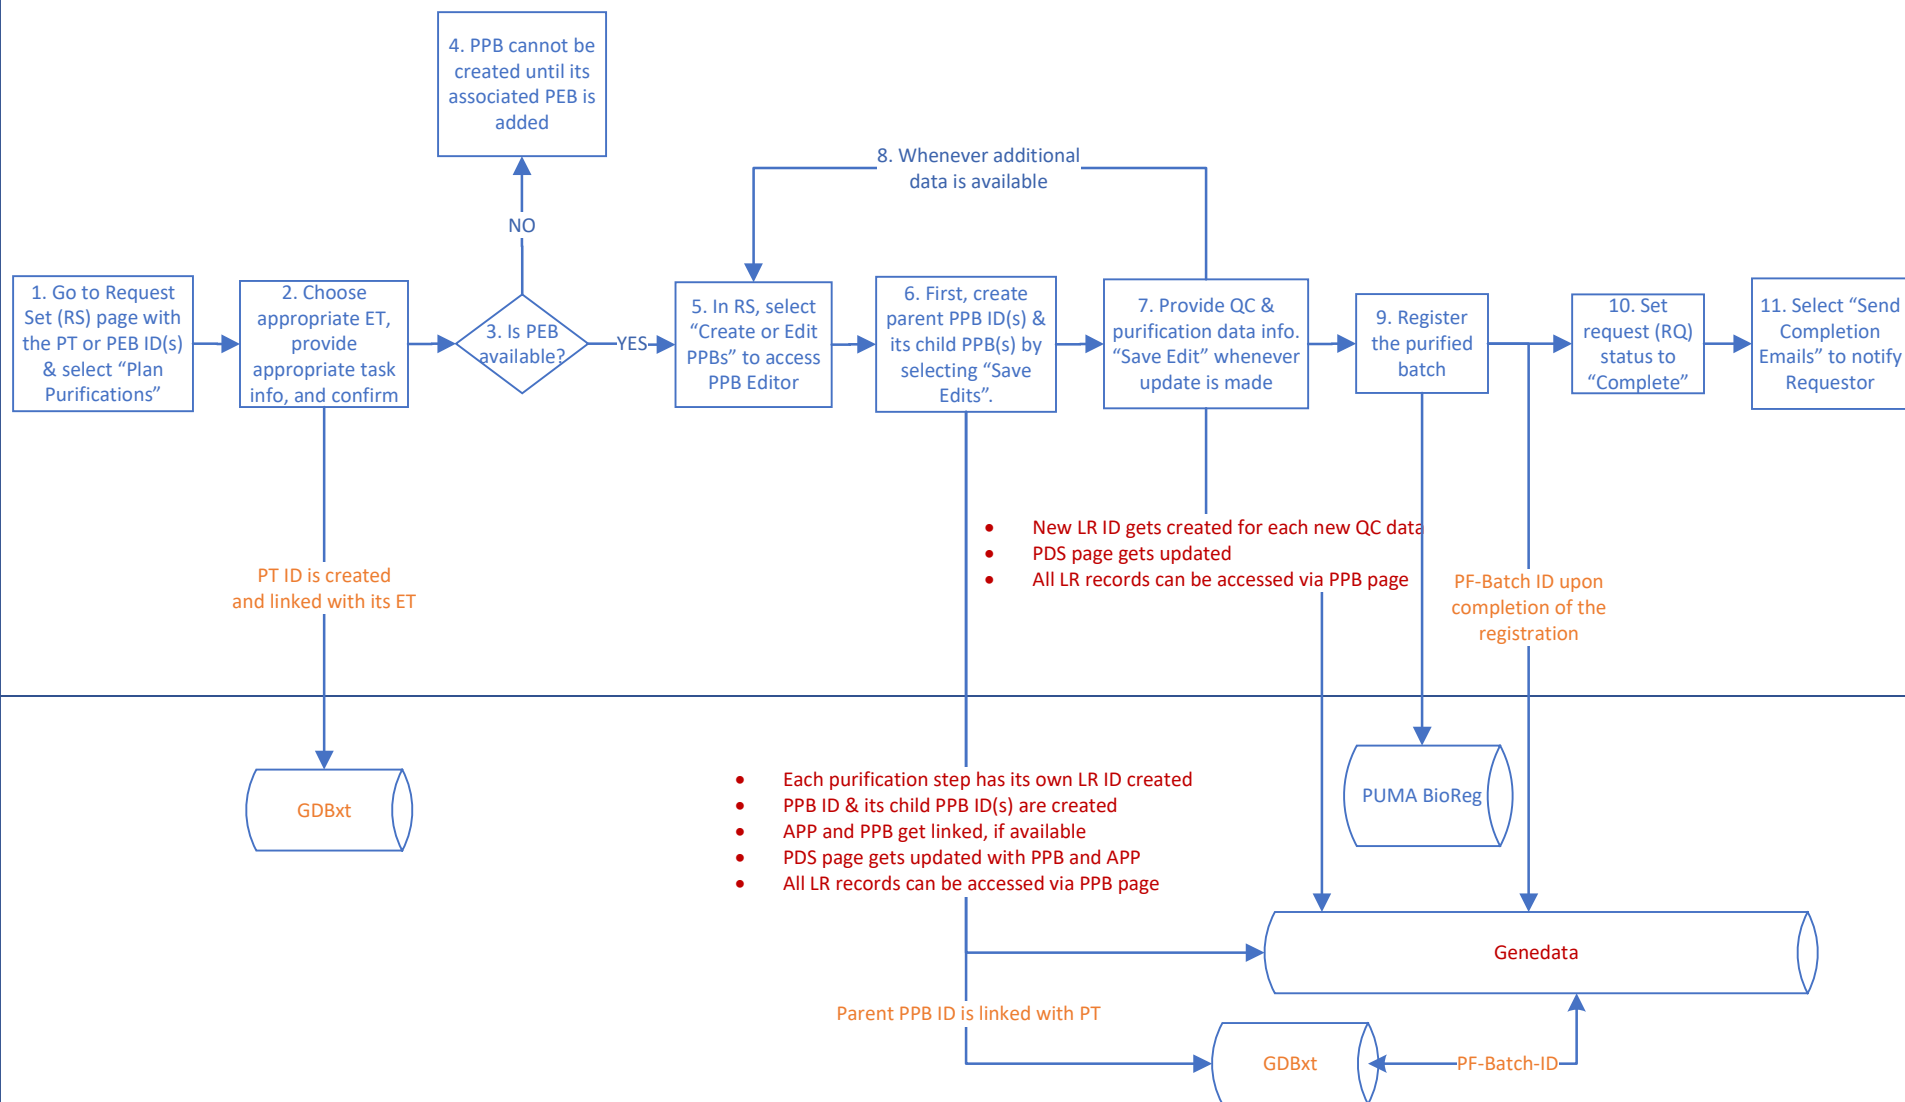 4. PPB cannot be
created until its
associated PEB is
added
8. Whenever additional
data is available
NO
1. Go to Request
Set (RS) page with
the PT or PEB ID(s)
& select “Plan
Purifications”
2. Choose
appropriate ET,
provide
appropriate task
info, and confirm
3. Is PEB
available?
YES
5. In RS, select
“Create or Edit
PPBs” to access
PPB Editor
6. First, create
parent PPB ID(s) &
its child PPB(s) by
selecting “Save
Edits”.
7. Provide QC &
purification data info.
“Save Edit” whenever
update is made
9. Register
the purified
batch
10. Set
request (RQ)
status to
“Complete”
11. Select “Send
Completion
Emails” to notify
Requestor
• New LR ID gets created for each new QC data
• PDS page gets updated
• All LR records can be accessed via PPB page
PT ID is created
and linked with its ET
PF-Batch ID upon
completion of the
registration
GDBxt
• Each purification step has its own LR ID created
• PPB ID & its child PPB ID(s) are created
• APP and PPB get linked, if available
• PDS page gets updated with PPB and APP
• All LR records can be accessed via PPB page
PUMA BioReg
Genedata
Parent PPB ID is linked with PT
GDBxt
PF-Batch-ID